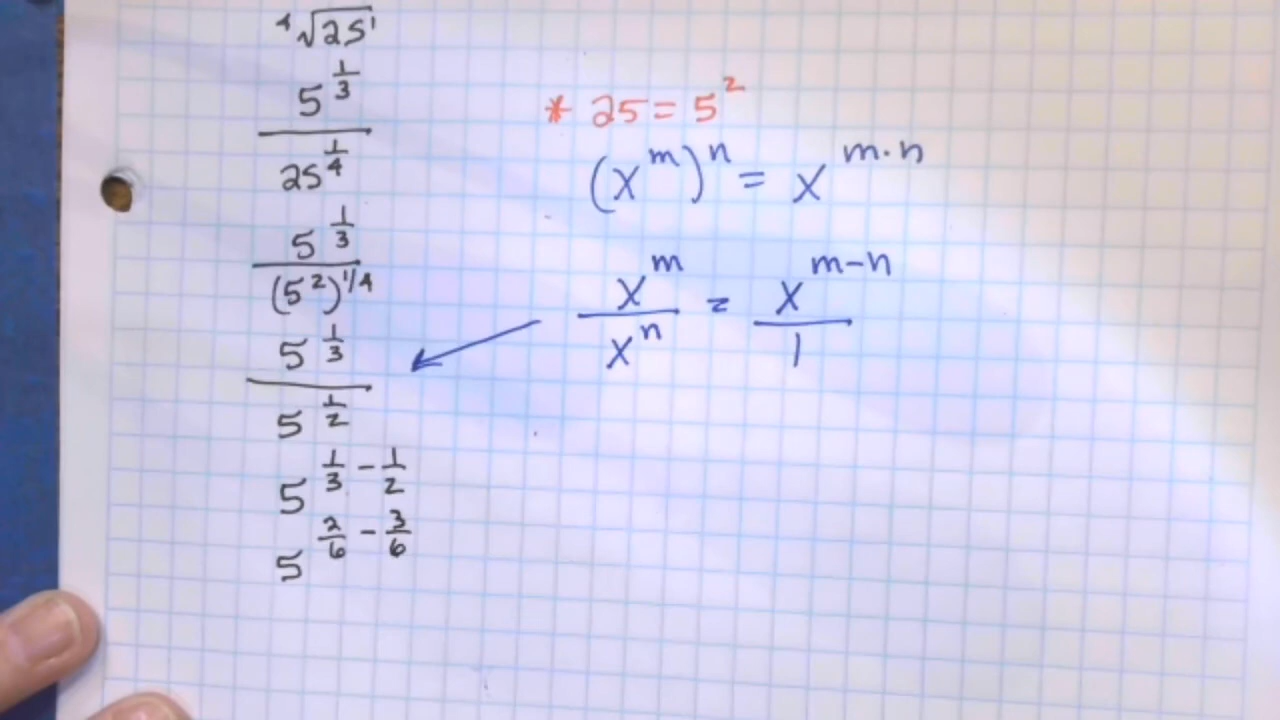 ⁴√25¹
5^(1/3)
25^(1/4)
5^(1/3)
(5²)^(1/4)
5^(1/3)
5^(1/2)
5^(1/3 - 1/2)
5^(2/6 - 3/6)
* 25 = 5²
(x^m)^n = x^(m·n)
x^m / x^n = x^(m-n) / 1